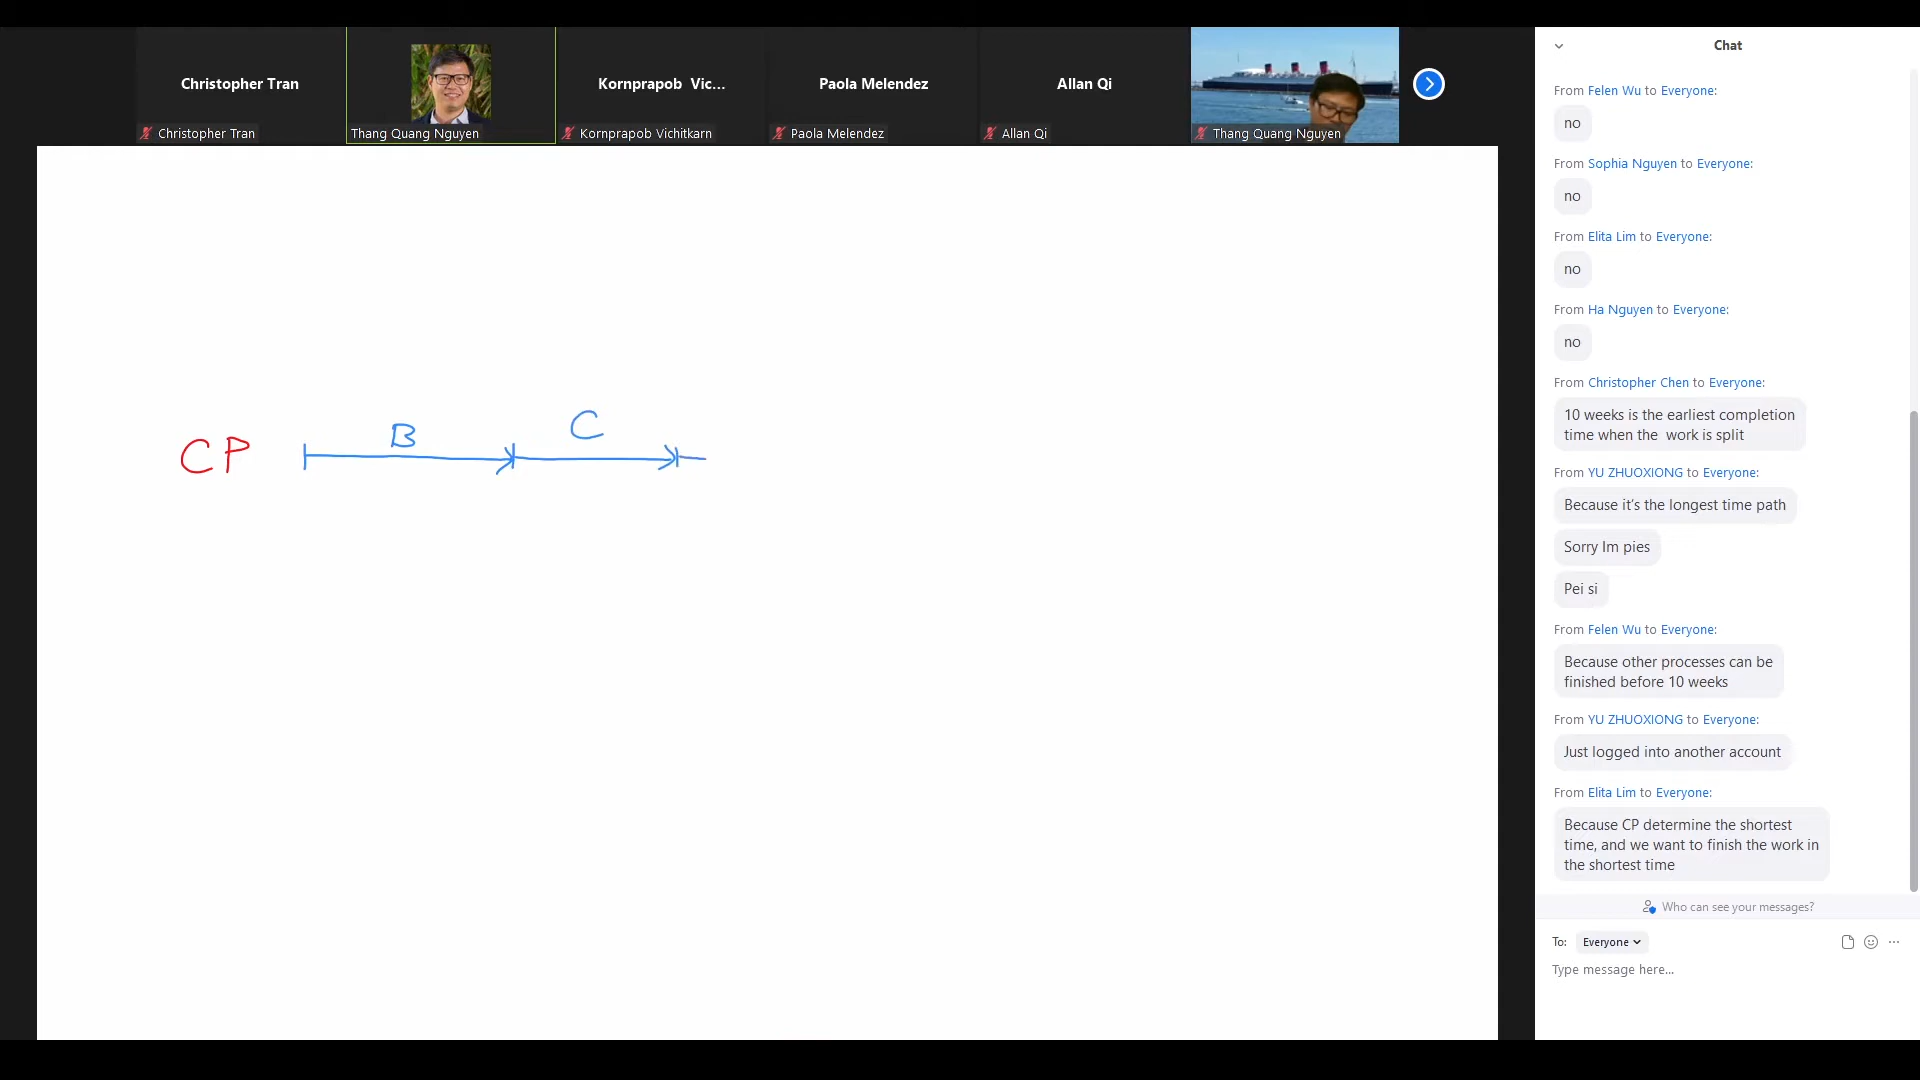 Christopher Tran
Christopher Tran
Thang Quang Nguyen
Kornprapob Vic...
Kornprapob Vichitkarn
Paola Melendez
Paola Melendez
Allan Qi
Allan Qi
Thang Quang Nguyen
CP
B
C
Chat
From Felen Wu to Everyone:
no
From Sophia Nguyen to Everyone:
no
From Elita Lim to Everyone:
no
From Ha Nguyen to Everyone:
no
From Christopher Chen to Everyone:
10 weeks is the earliest completion
time when the work is split
From YU ZHUOXIONG to Everyone:
Because it's the longest time path
Sorry Im pies
Pei si
From Felen Wu to Everyone:
Because other processes can be
finished before 10 weeks
From YU ZHUOXIONG to Everyone:
Just logged into another account
From Elita Lim to Everyone:
Because CP determine the shortest
time, and we want to finish the work in
the shortest time
Who can see your messages?
To: Everyone
Type message here...